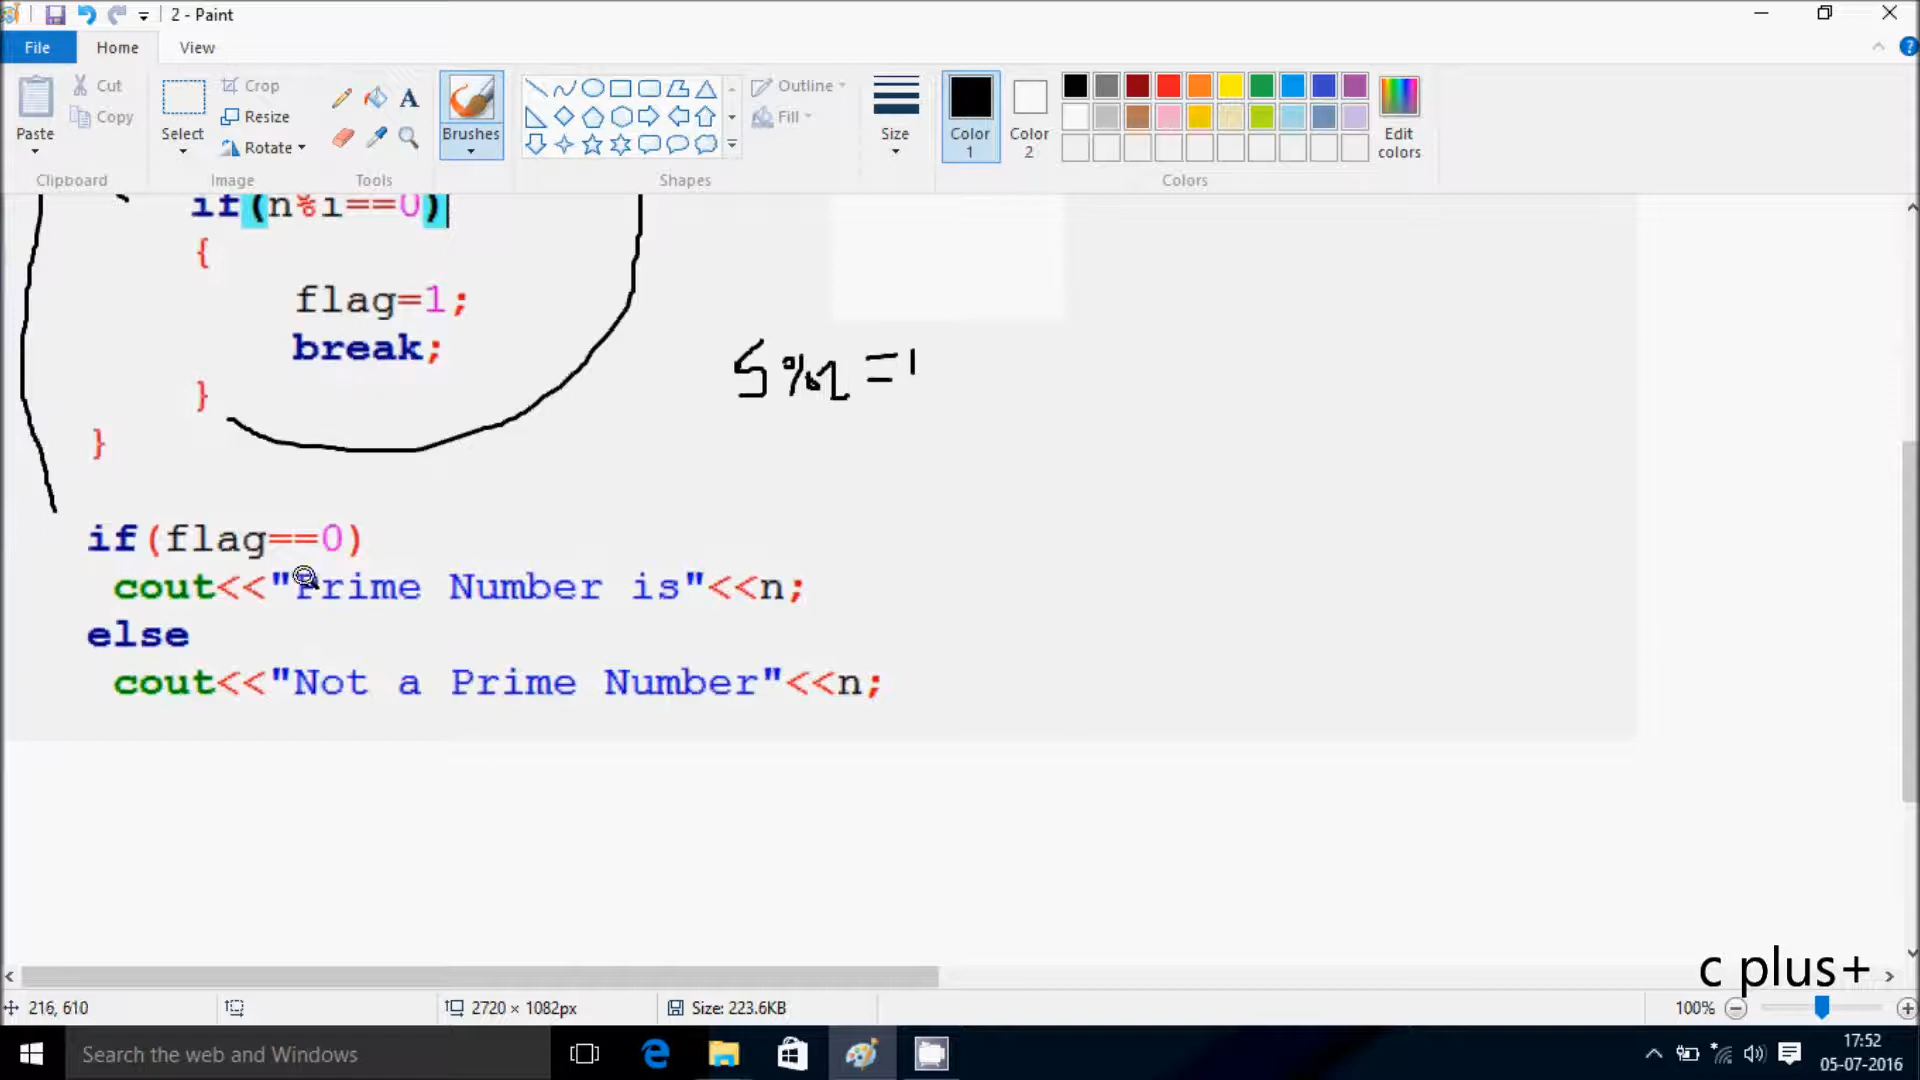 2 - Paint
File Home View
Paste Cut Copy Select Crop Resize Rotate A Brushes Outline Fill Size Color 1 Color 2 Edit colors
Clipboard Image Tools Shapes Colors
if(n%i==0)
{
flag=1;
break;
}
5%2=1
}
if(flag==0)
cout<<"Prime Number is"<<n;
else
cout<<"Not a Prime Number"<<n;
c plus+
216, 610 2720 × 1082px Size: 223.6KB 100%
Search the web and Windows 17:52
05-07-2016